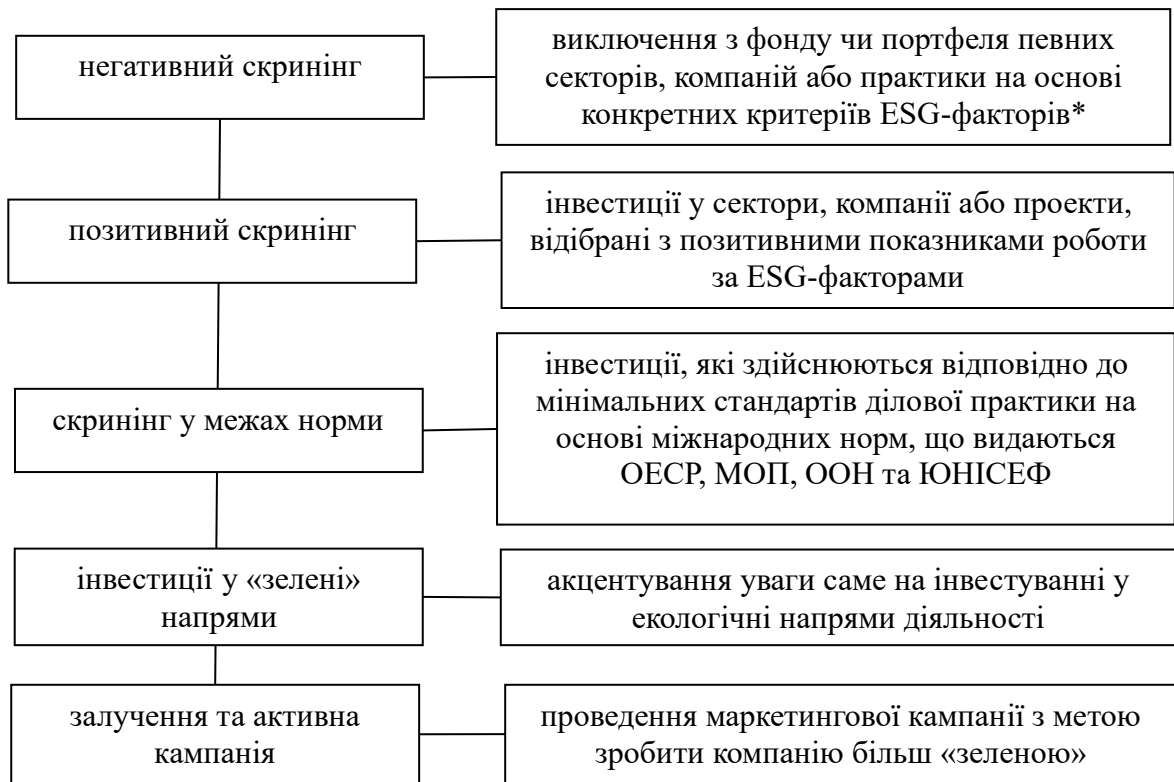 негативний скринінг
виключення з фонду чи портфеля певних
секторів, компаній або практики на основі
конкретних критеріїв ESG-факторів*
позитивний скринінг
інвестиції у сектори, компанії або проекти,
відібрані з позитивними показниками роботи
за ESG-факторами
скринінг у межах норми
інвестиції, які здійснюються відповідно до
мінімальних стандартів ділової практики на
основі міжнародних норм, що видаються
ОЕСР, МОП, ООН та ЮНІСЕФ
інвестиції у «зелені»
напрями
акцентування уваги саме на інвестуванні у
екологічні напрями діяльності
залучення та активна
кампанія
проведення маркетингової кампанії з метою
зробити компанію більш «зеленою»